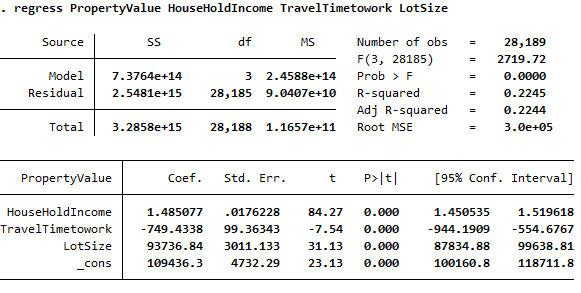 . regress PropertyValue HouseHoldIncome TravelTimetowork LotSize
Source SS df MS Number of obs = 28,189
F(3, 28185) = 2719.72
Model 7.3764e+14 3 2.4588e+14 Prob > F = 0.0000
Residual 2.5481e+15 28,185 9.0407e+10 R-squared = 0.2245
Adj R-squared = 0.2244
Total 3.2858e+15 28,188 1.1657e+11 Root MSE = 3.0e+05
PropertyValue Coef. Std. Err. t P>|t| [95% Conf. Interval]
HouseHoldIncome 1.485077 .0176228 84.27 0.000 1.450535 1.519618
TravelTimetowork -749.4338 99.36343 -7.54 0.000 -944.1909 -554.6767
LotSize 93736.84 3011.133 31.13 0.000 87834.88 99638.81
_cons 109436.3 4732.29 23.13 0.000 100160.8 118711.8